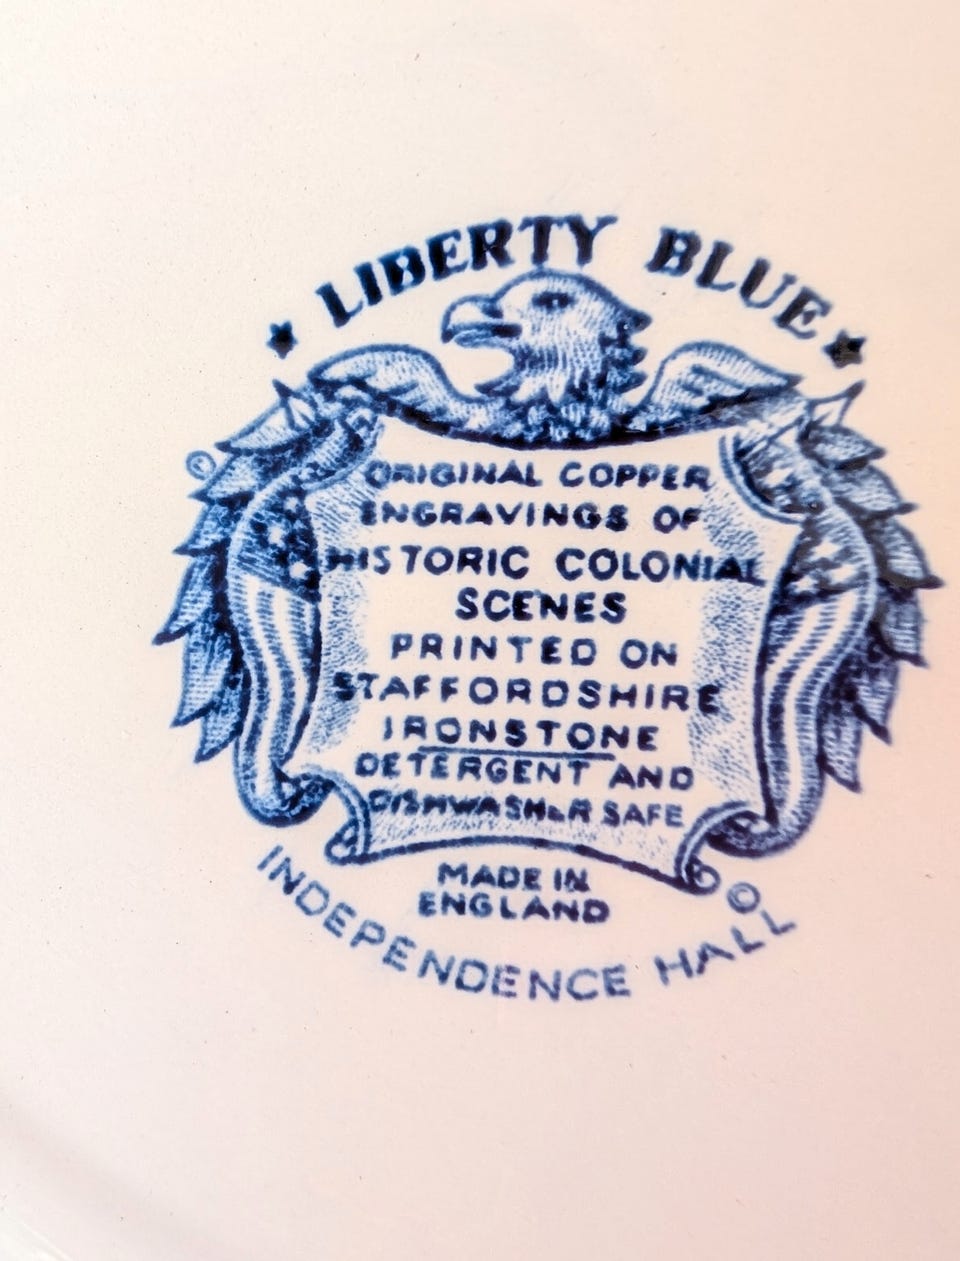 ★ LIBERTY BLUE ★
©
ORIGINAL COPPER
ENGRAVINGS OF
HISTORIC COLONIAL
SCENES
PRINTED ON
STAFFORDSHIRE
IRONSTONE
DETERGENT AND
DISHWASHER SAFE
MADE IN
ENGLAND
©
INDEPENDENCE HALL